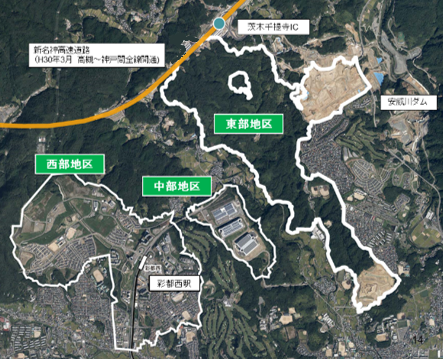 茨木千提寺IC
新名神高速道路
(H30年3月 高槻~神戸間全線開通)
安威川ダム
東部地区
西部地区
中部地区
彩都西駅
14